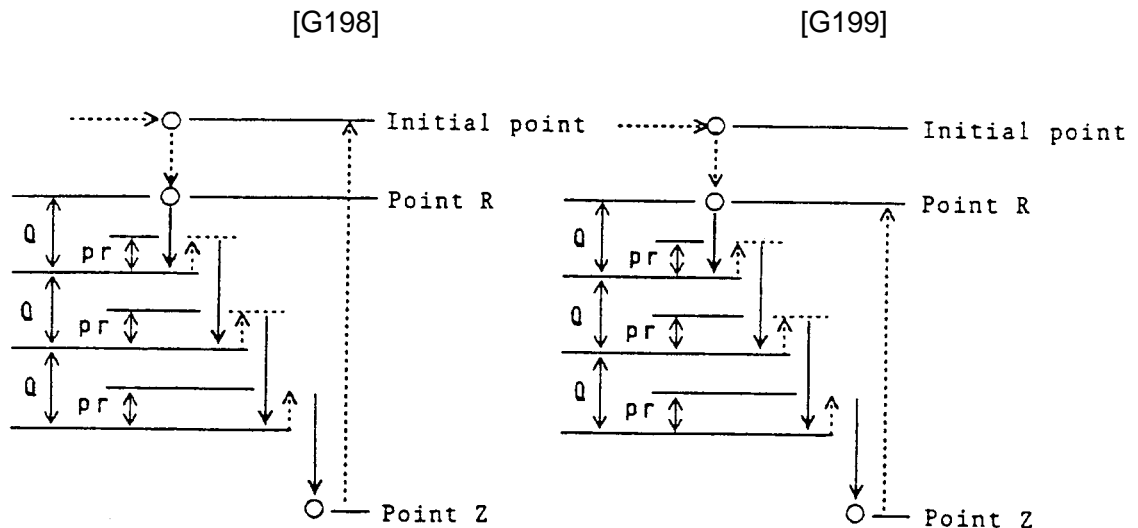 [G198] [G199]
Initial point
Initial point
Point R
Point R
Q
pr
Q
pr
Q
pr
Q
pr
Q
pr
Q
pr
Point Z
Point Z